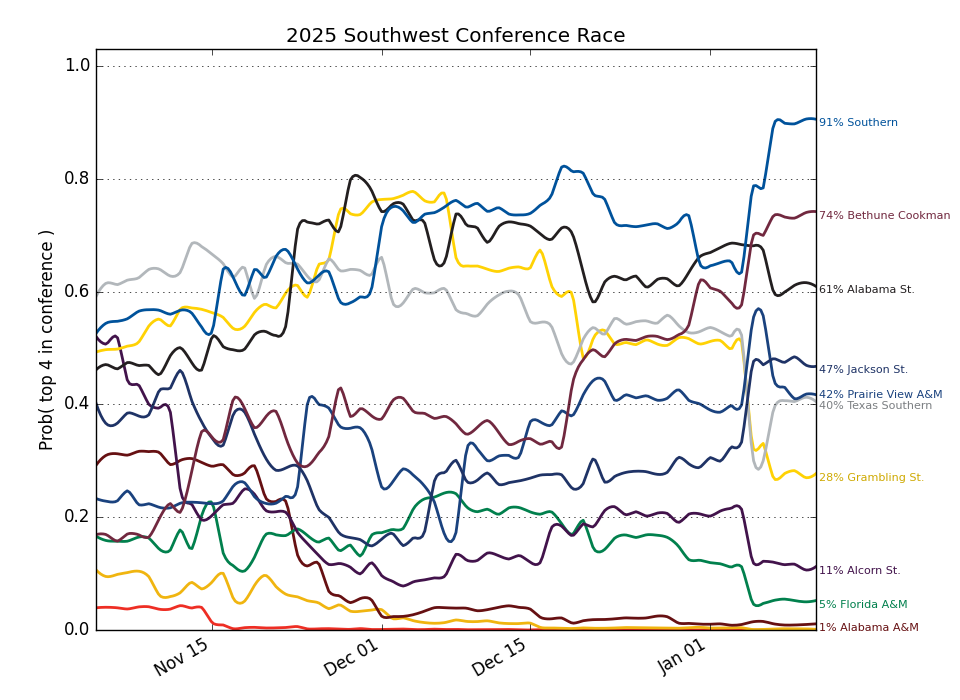 2025 Southwest Conference Race
Prob( top 4 in conference )
1.0
0.8
0.6
0.4
0.2
0.0
Nov 15
Dec 01
Dec 15
Jan 01
91% Southern
74% Bethune Cookman
61% Alabama St.
47% Jackson St.
42% Prairie View A&M
40% Texas Southern
28% Grambling St.
11% Alcorn St.
5% Florida A&M
1% Alabama A&M